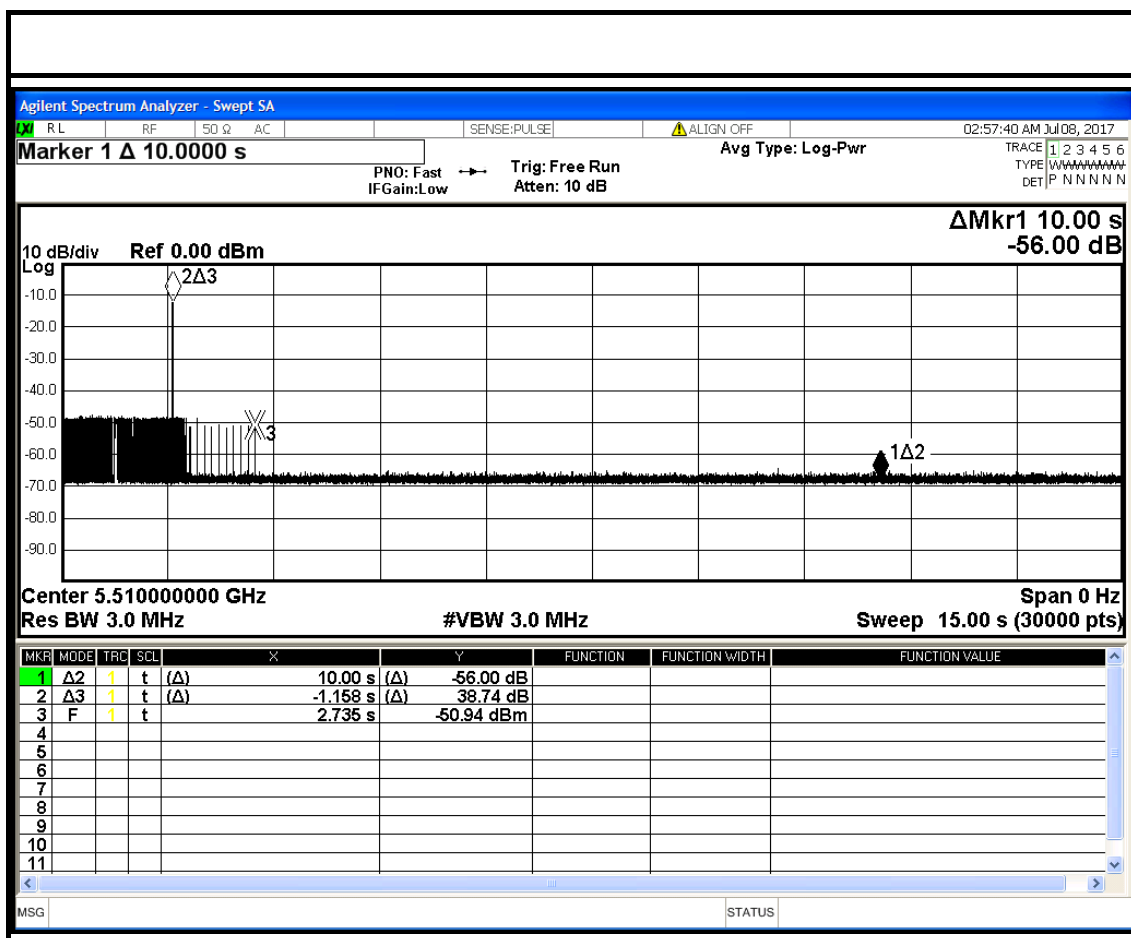 Agilent Spectrum Analyzer - Swept SA
LXI RL RF 50 Ω AC SENSE:PULSE ALIGN OFF 02:57:40 AM Jul 08, 2017
Marker 1 Δ 10.0000 s
PNO: Fast
IFGain:Low
Trig: Free Run
Atten: 10 dB
Avg Type: Log-Pwr
TRACE 1 2 3 4 5 6
TYPE
DET P N N N N N
ΔMkr1 10.00 s
-56.00 dB
10 dB/div Ref 0.00 dBm
Log
2Δ3
-10.0
-20.0
-30.0
-40.0
-50.0
3
-60.0
1Δ2
-70.0
-80.0
-90.0
Center 5.510000000 GHz Span 0 Hz
Res BW 3.0 MHz #VBW 3.0 MHz Sweep 15.00 s (30000 pts)
MKR MODE TRC SCL X Y FUNCTION FUNCTION WIDTH FUNCTION VALUE
1 Δ2 1 t (Δ) 10.00 s (Δ) -56.00 dB
2 Δ3 1 t (Δ) -1.158 s (Δ) 38.74 dB
3 F 1 t 2.735 s -50.94 dBm
4
5
6
7
8
9
10
11
MSG STATUS